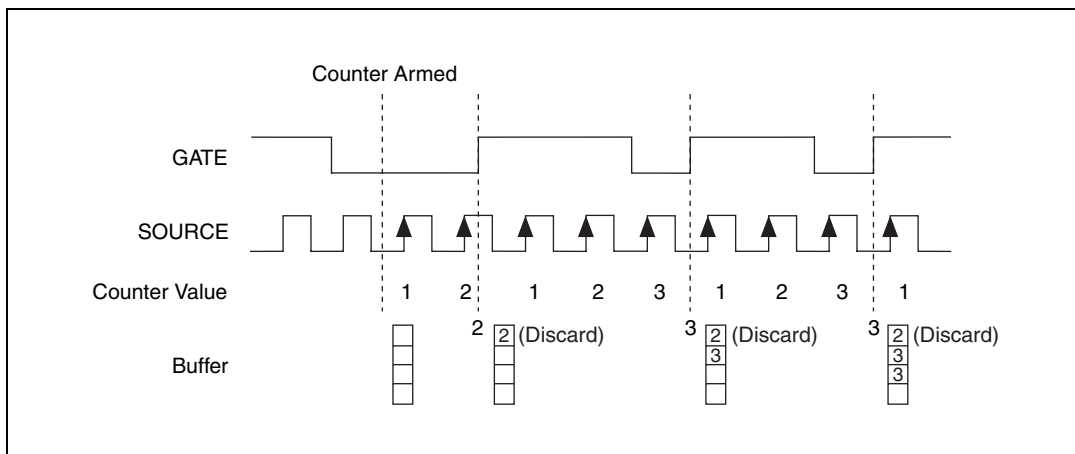 Counter Armed
GATE
SOURCE
Counter Value 1 2 1 2 3 1 2 3 1
2 3 3
Buffer
2 (Discard)
2 (Discard)
3
2 (Discard)
3
3